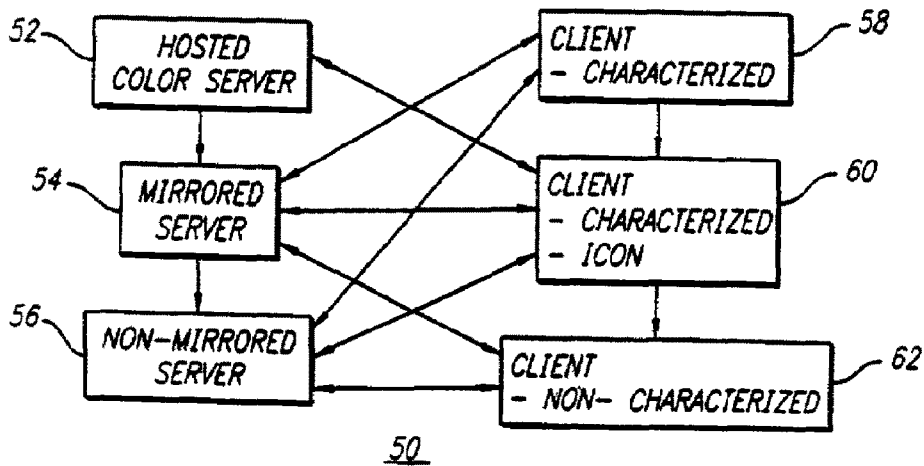 52
HOSTED
COLOR SERVER
58
CLIENT
- CHARACTERIZED
54
MIRRORED
SERVER
60
CLIENT
- CHARACTERIZED
- ICON
56
NON-MIRRORED
SERVER
62
CLIENT
- NON- CHARACTERIZED
50